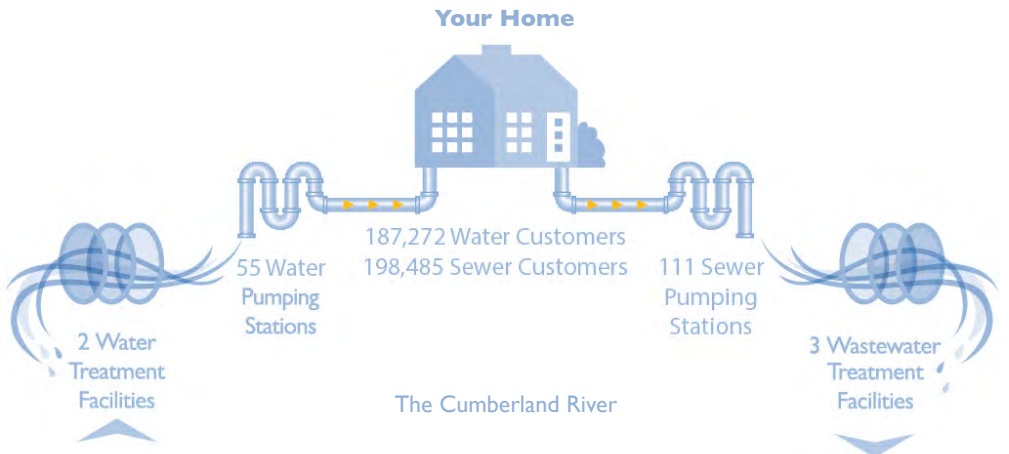 Your Home
187,272 Water Customers
198,485 Sewer Customers
55 Water
Pumping
Stations
111 Sewer
Pumping
Stations
2 Water
Treatment
Facilities
3 Wastewater
Treatment
Facilities
The Cumberland River